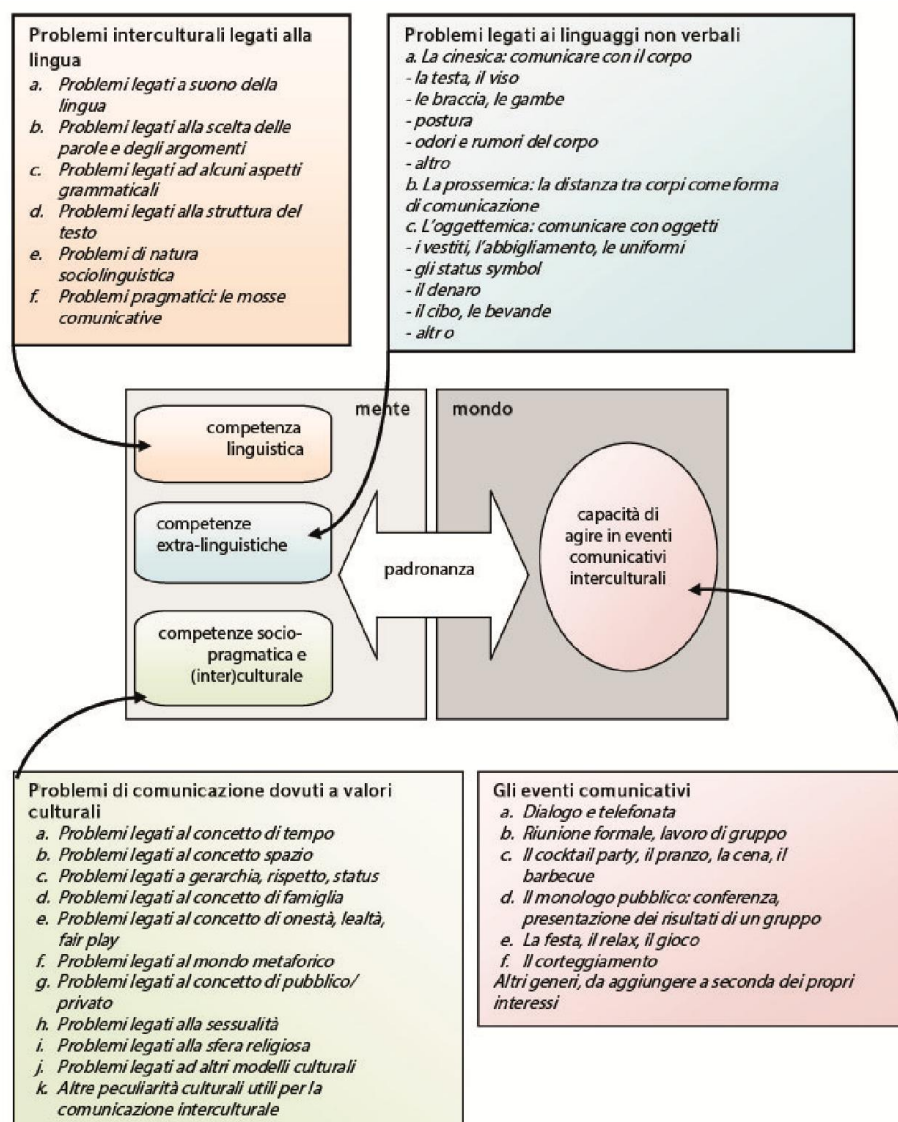 Problemi interculturali legati alla
lingua
a. Problemi legati a suono della
lingua
b. Problemi legati alla scelta delle
parole e degli argomenti
c. Problemi legati ad alcuni aspetti
grammaticali
d. Problemi legati alla struttura del
testo
e. Problemi di natura
sociolinguistica
f. Problemi pragmatici: le mosse
comunicative
Problemi legati ai linguaggi non verbali
a. La cinesica: comunicare con il corpo
- la testa, il viso
- le braccia, le gambe
- postura
- odori e rumori del corpo
- altro
b. La prossemica: la distanza tra corpi come forma
di comunicazione
c. L'oggettemica: comunicare con oggetti
- i vestiti, l'abbigliamento, le uniformi
- gli status symbol
- il denaro
- il cibo, le bevande
- altro
mente
mondo
competenza
linguistica
competenze
extra-linguistiche
competenze socio-
pragmatica e
(inter)culturale
padronanza
capacità di
agire in eventi
comunicativi
interculturali
Problemi di comunicazione dovuti a valori
culturali
a. Problemi legati al concetto di tempo
b. Problemi legati al concetto spazio
c. Problemi legati a gerarchia, rispetto, status
d. Problemi legati al concetto di famiglia
e. Problemi legati al concetto di onestà, lealtà,
fair play
f. Problemi legati al mondo metaforico
g. Problemi legati al concetto di pubblico/
privato
h. Problemi legati alla sessualità
i. Problemi legati alla sfera religiosa
j. Problemi legati ad altri modelli culturali
k. Altre peculiarità culturali utili per la
comunicazione interculturale
Gli eventi comunicativi
a. Dialogo e telefonata
b. Riunione formale, lavoro di gruppo
c. Il cocktail party, il pranzo, la cena, il
barbecue
d. Il monologo pubblico: conferenza,
presentazione dei risultati di un gruppo
e. La festa, il relax, il gioco
f. Il corteggiamento
Altri generi, da aggiungere a seconda dei propri
interessi